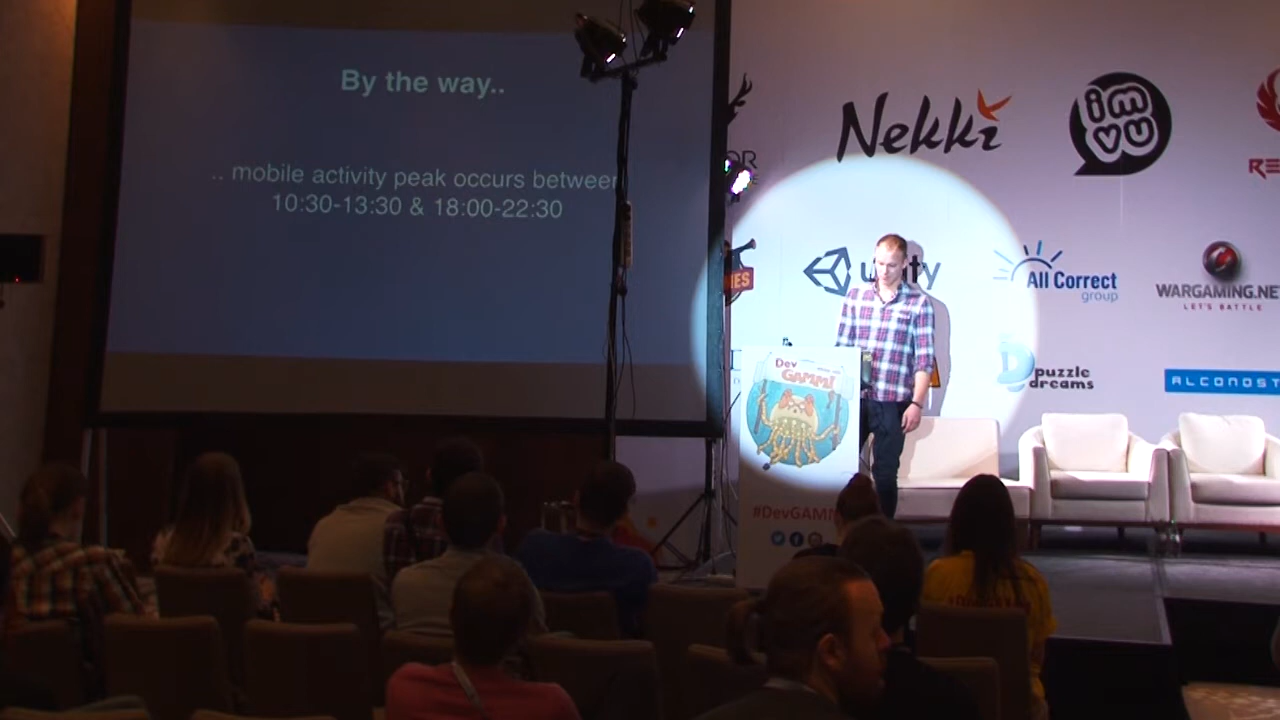 By the way..
.. mobile activity peak occurs between
10:30-13:30 & 18:00-22:30
Nekki
imvu
unity
All Correct
group
WARGAMING.NET
LET'S BATTLE
puzzle
dreams
ALCONOST
Dev
GAMM!
#DevGAMM